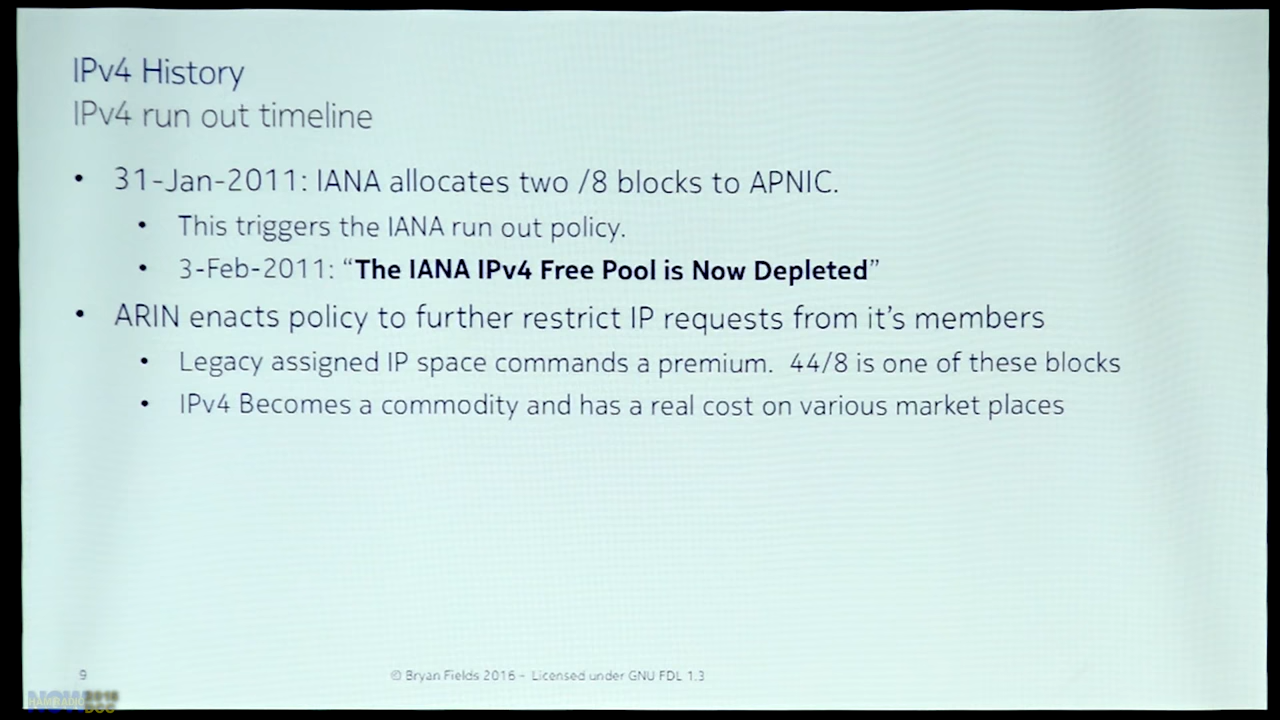 IPv4 History
IPv4 run out timeline
• 31-Jan-2011: IANA allocates two /8 blocks to APNIC.
• This triggers the IANA run out policy.
• 3-Feb-2011: “The IANA IPv4 Free Pool is Now Depleted”
• ARIN enacts policy to further restrict IP requests from it’s members
• Legacy assigned IP space commands a premium.  44/8 is one of these blocks
• IPv4 Becomes a commodity and has a real cost on various market places
9
© Bryan Fields 2016 – Licensed under GNU FDL 1.3